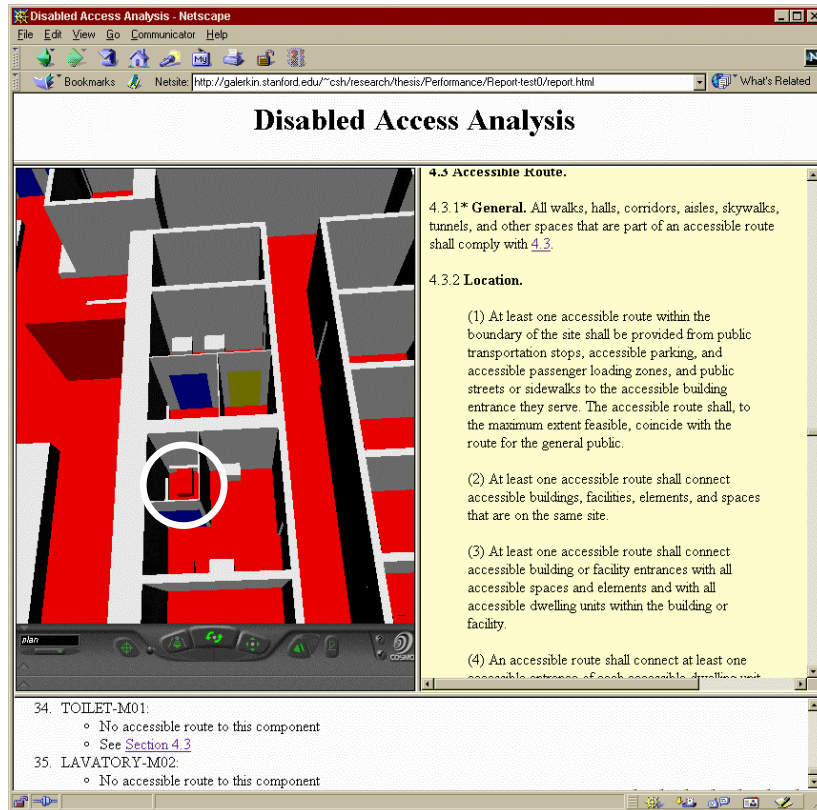 Disabled Access Analysis - Netscape
File Edit View Go Communicator Help
My
N
Bookmarks Netsite: http://galerkin.stanford.edu/~csh/research/thesis/Performance/Report-test0/report.html What's Related
Disabled Access Analysis
4.3 Accessible Route.
4.3.1* General. All walks, halls, corridors, aisles, skywalks,
tunnels, and other spaces that are part of an accessible route
shall comply with 4.3.
4.3.2 Location.
(1) At least one accessible route within the
boundary of the site shall be provided from public
transportation stops, accessible parking, and
accessible passenger loading zones, and public
streets or sidewalks to the accessible building
entrance they serve. The accessible route shall, to
the maximum extent feasible, coincide with the
route for the general public.
(2) At least one accessible route shall connect
accessible buildings, facilities, elements, and spaces
that are on the same site.
(3) At least one accessible route shall connect
accessible building or facility entrances with all
accessible spaces and elements and with all
accessible dwelling units within the building or
facility.
(4) An accessible route shall connect at least one
accessible entrance of each accessible dwelling unit
plan
?
COSMO
34. TOILET-M01:
No accessible route to this component
See Section 4.3
35. LAVATORY-M02:
No accessible route to this component